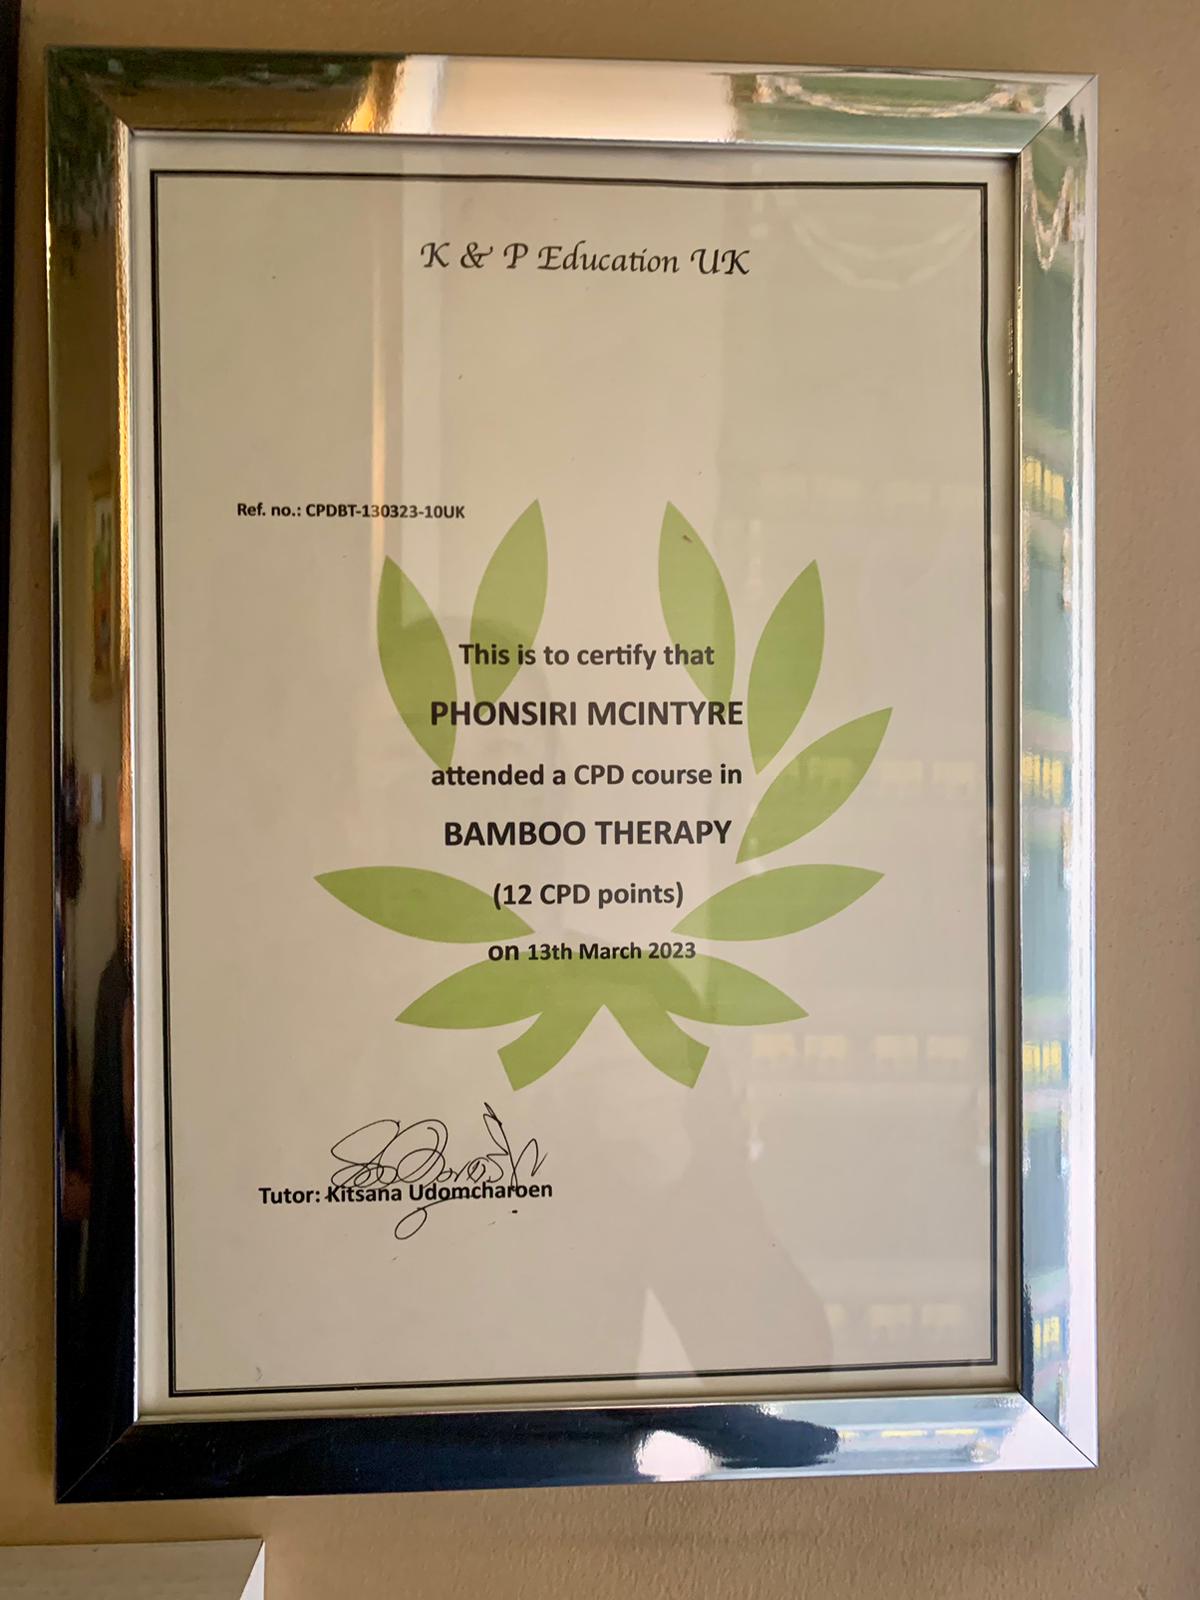 K & P Education UK
Ref. no.: CPDBT-130323-10UK
This is to certify that
PHONSIRI MCINTYRE
attended a CPD course in
BAMBOO THERAPY
(12 CPD points)
on 13th March 2023
Tutor: Kitsana Udomcharoen